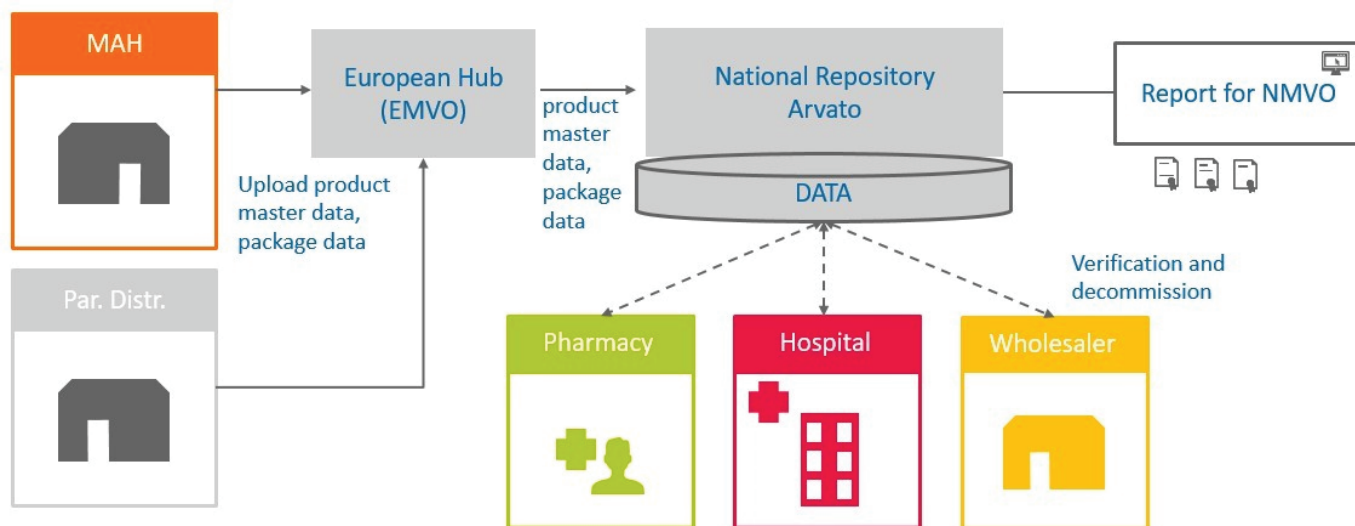 MAH
European Hub
(EMVO)
National Repository
Arvato
Report for NMVO
product
master
data,
package
data
Upload product
master data,
package data
DATA
Par. Distr.
Verification and
decommission
Pharmacy
Hospital
Wholesaler